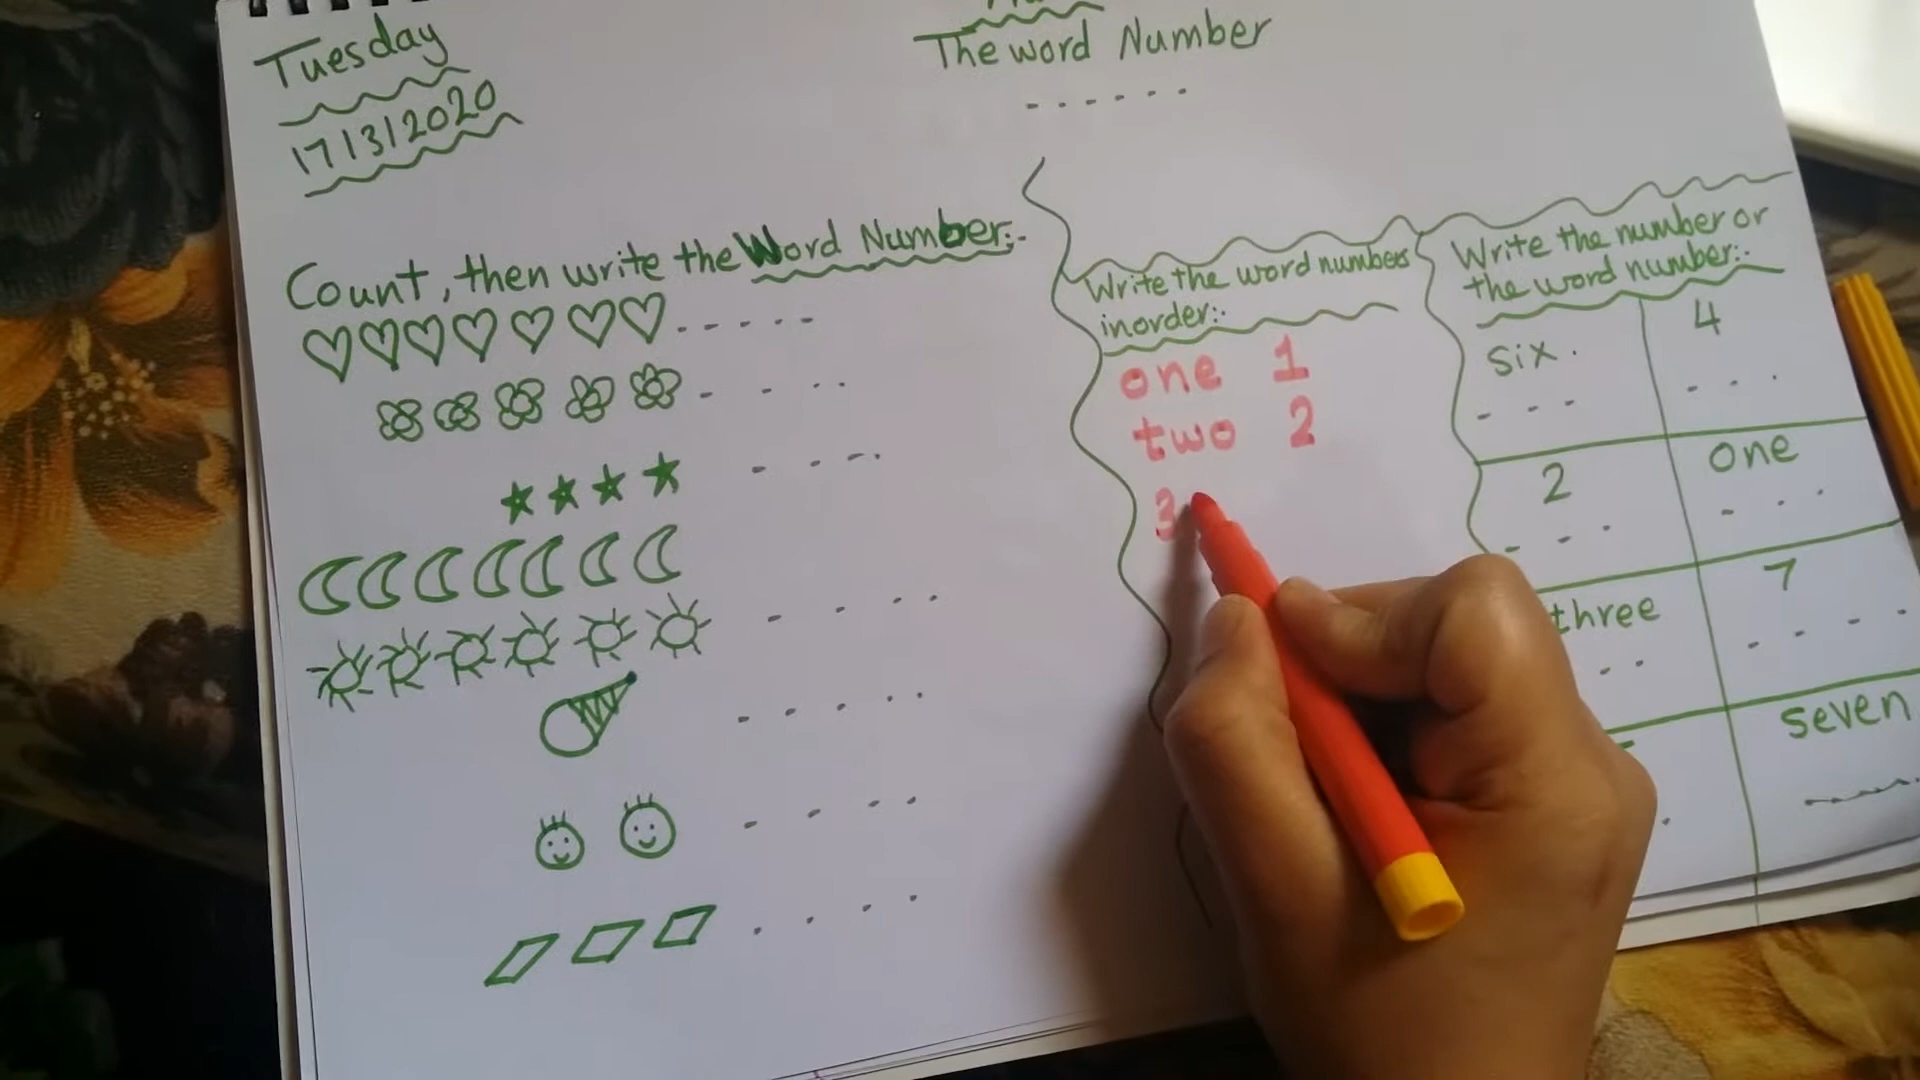 Tuesday
17/3/2020
The word Number
Count, then write the Word Number:-
Write the word numbers
inorder:-
one 1
two 2
3
Write the number or
the word number:-
six.
4
2
one
three
7
seven